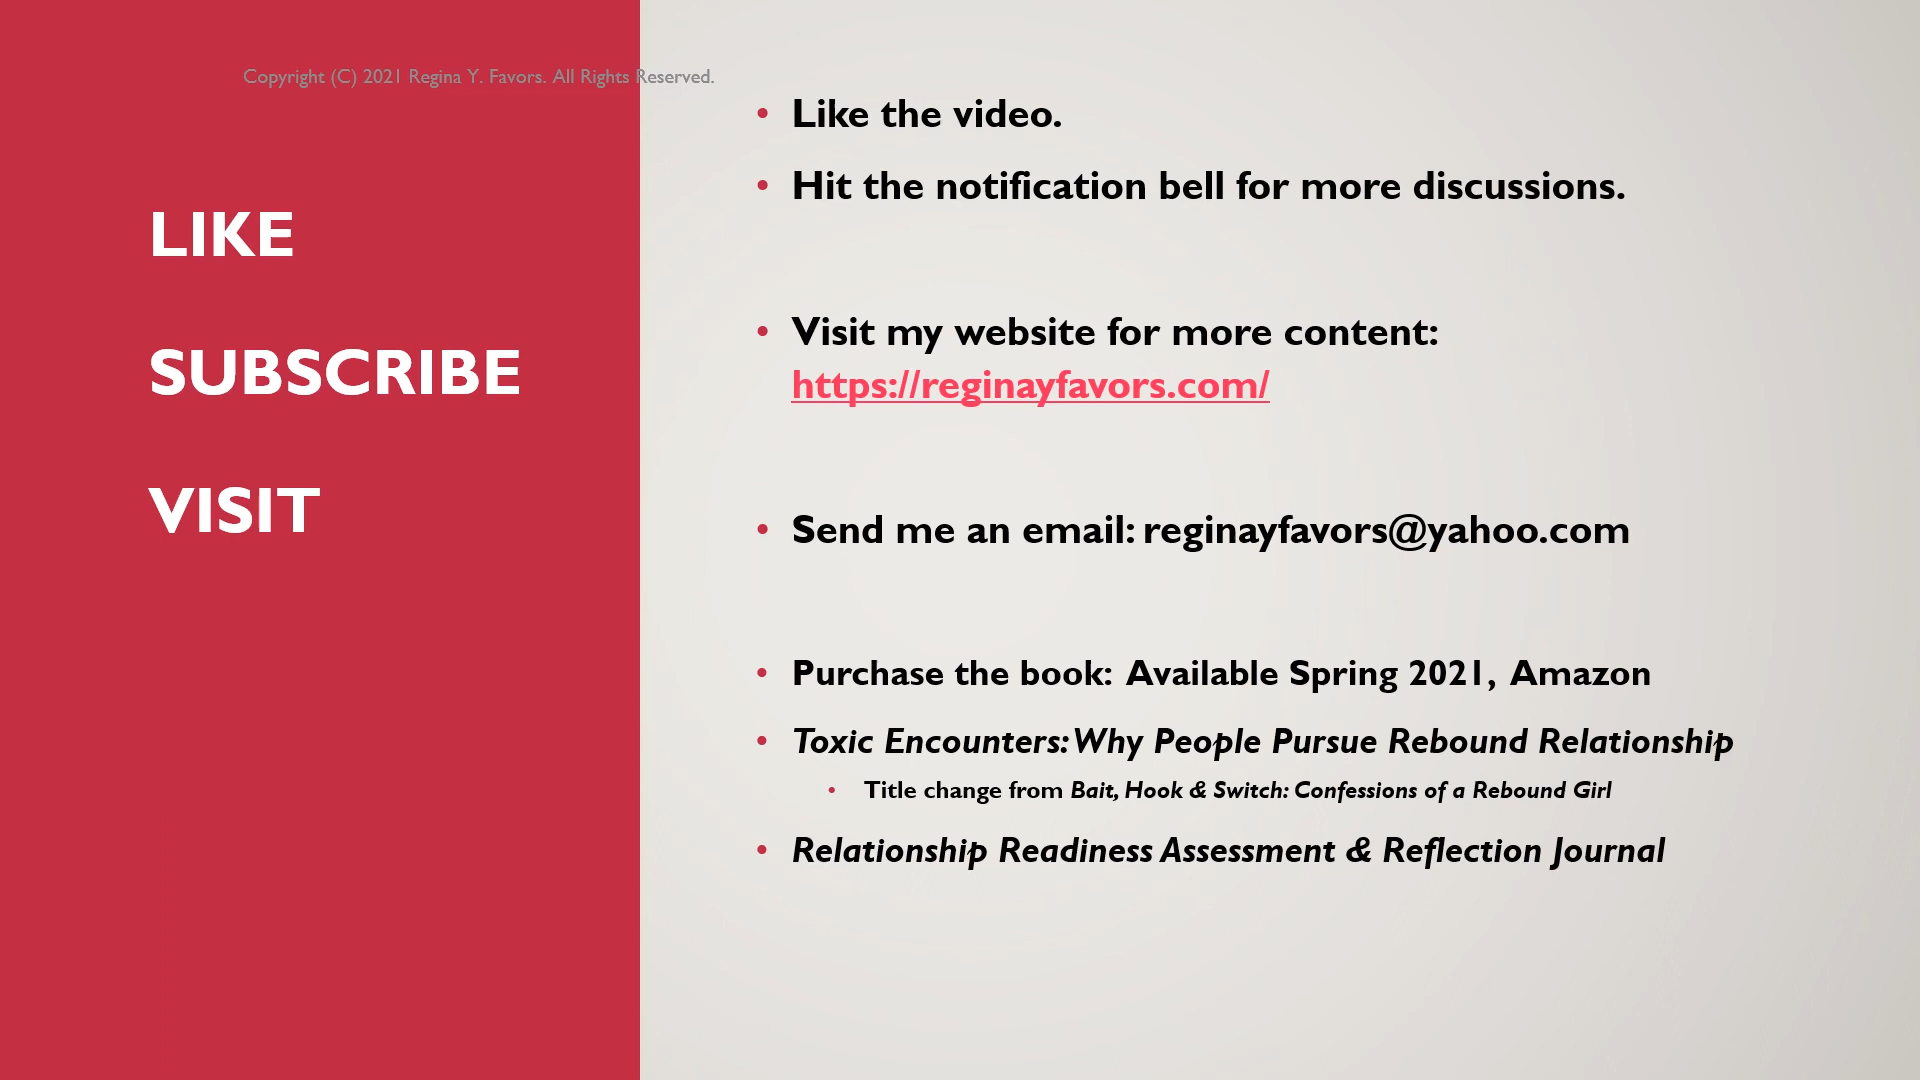 Copyright (C) 2021 Regina Y. Favors. All Rights Reserved.
LIKE
SUBSCRIBE
VISIT
• Like the video.
• Hit the notification bell for more discussions.
• Visit my website for more content:
https://reginayfavors.com/
• Send me an email: reginayfavors@yahoo.com
• Purchase the book: Available Spring 2021, Amazon
• Toxic Encounters: Why People Pursue Rebound Relationship
• Title change from Bait, Hook & Switch: Confessions of a Rebound Girl
• Relationship Readiness Assessment & Reflection Journal